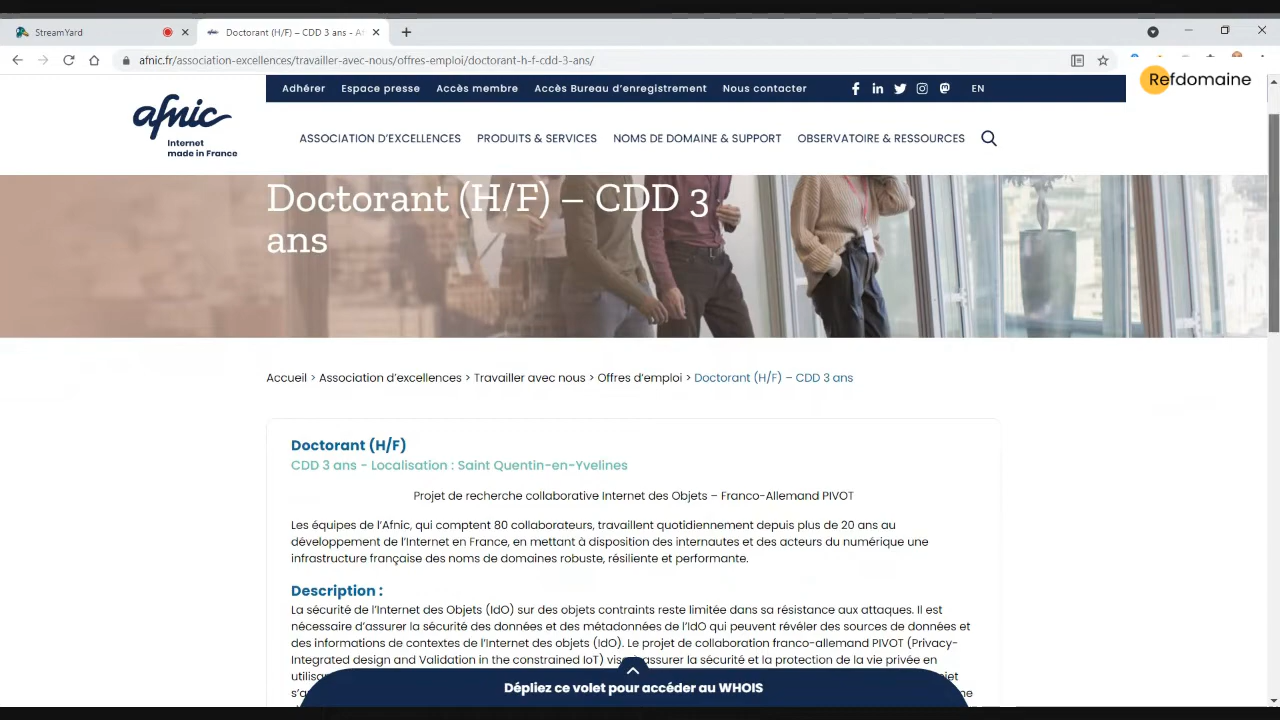 StreamYard
Doctorant (H/F) – CDD 3 ans - Af
afnic.fr/association-excellences/travailler-avec-nous/offres-emploi/doctorant-h-f-cdd-3-ans/
Refdomaine
Adhérer Espace presse Accès membre Accès Bureau d'enregistrement Nous contacter EN
afnic
Internet
made in France
ASSOCIATION D'EXCELLENCES PRODUITS & SERVICES NOMS DE DOMAINE & SUPPORT OBSERVATOIRE & RESSOURCES
Doctorant (H/F) – CDD 3
ans
Accueil > Association d'excellences > Travailler avec nous > Offres d'emploi > Doctorant (H/F) – CDD 3 ans
Doctorant (H/F)
CDD 3 ans - Localisation : Saint Quentin-en-Yvelines
Projet de recherche collaborative Internet des Objets – Franco-Allemand PIVOT
Les équipes de l'Afnic, qui comptent 80 collaborateurs, travaillent quotidiennement depuis plus de 20 ans au
développement de l'Internet en France, en mettant à disposition des internautes et des acteurs du numérique une
infrastructure française des noms de domaines robuste, résiliente et performante.
Description :
La sécurité de l'Internet des Objets (IdO) sur des objets contraints reste limitée dans sa résistance aux attaques. Il est
nécessaire d'assurer la sécurité des données et des métadonnées de l'IdO qui peuvent révéler des sources de données et
des informations de contextes de l'Internet des objets (IdO). Le projet de collaboration franco-allemand PIVOT (Privacy-
Integrated design and Validation in the constrained IoT) vise à assurer la sécurité et la protection de la vie privée en
Dépliez ce volet pour accéder au WHOIS